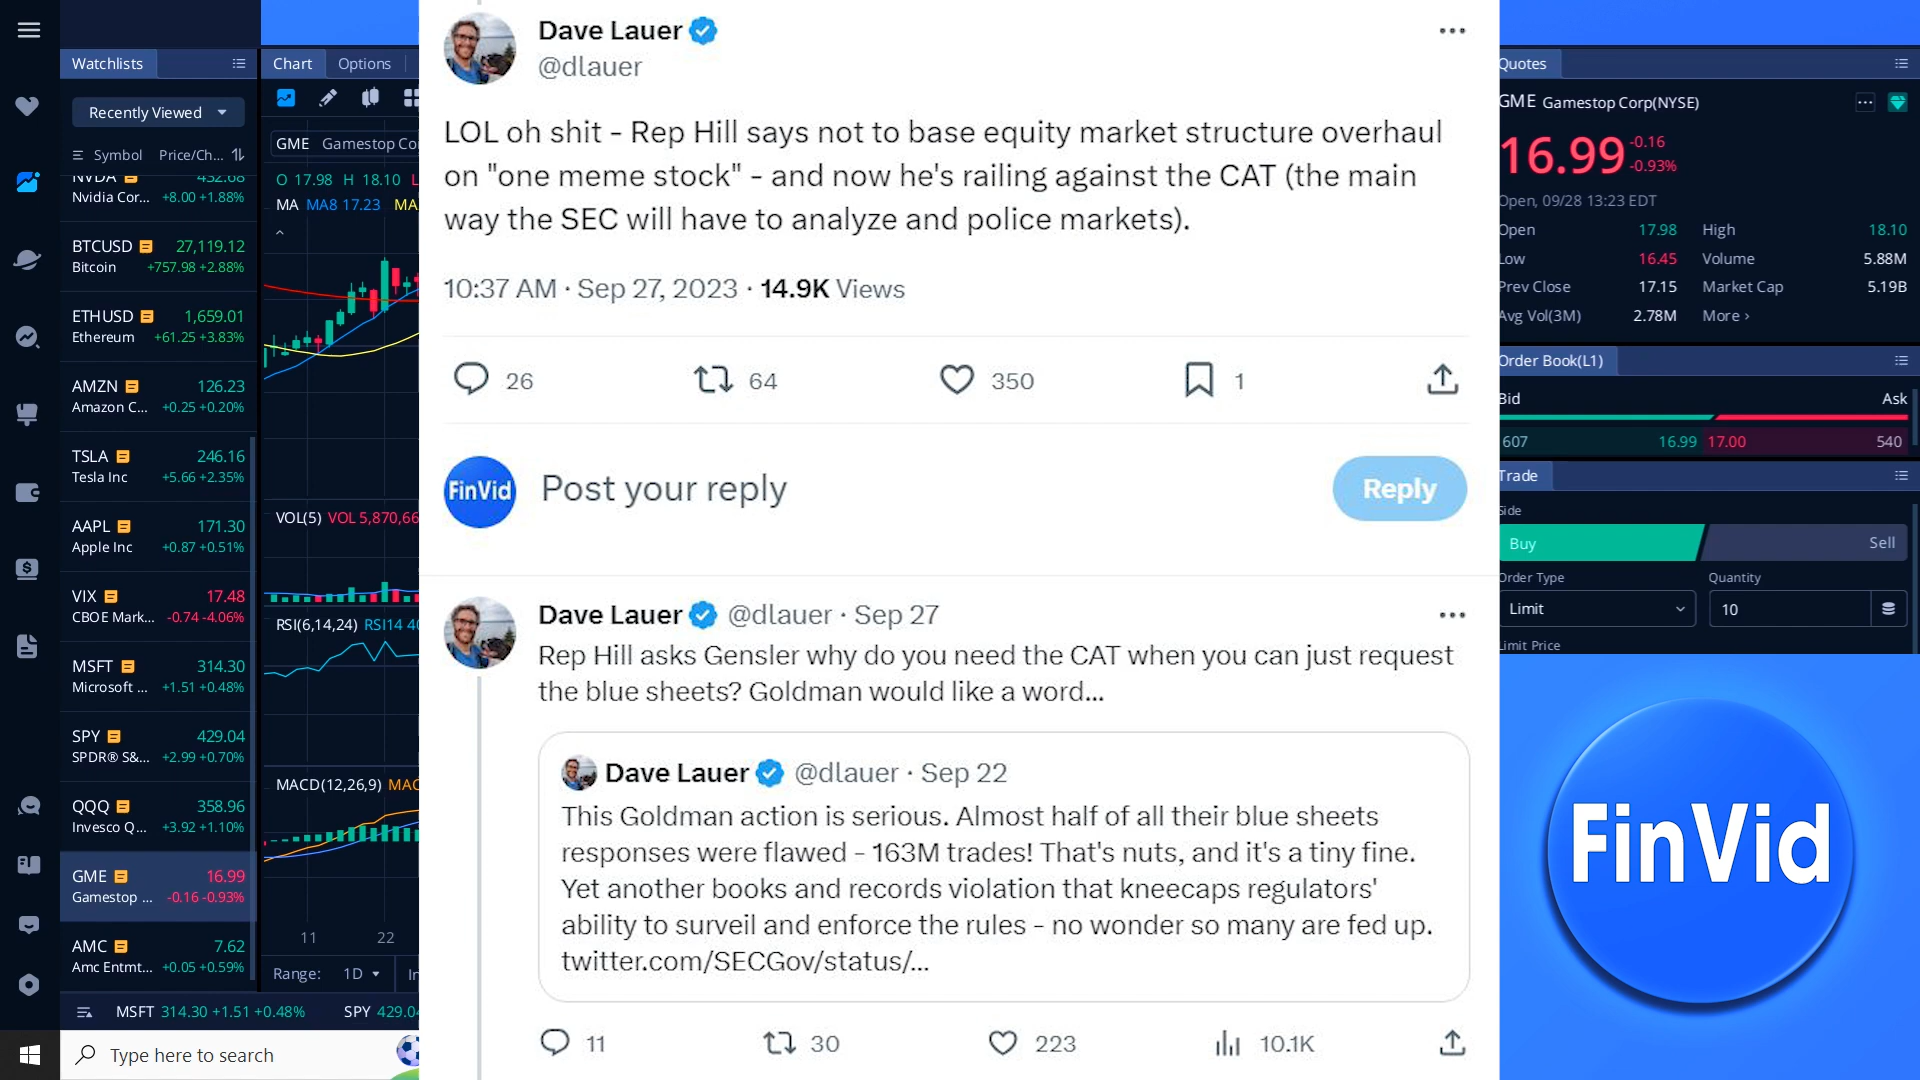 Watchlists
Recently Viewed
Symbol Price/Ch...
NVDA 432.68
Nvidia Cor... +8.00 +1.88%
BTCUSD 27,119.12
Bitcoin +757.98 +2.88%
ETHUSD 1,659.01
Ethereum +61.25 +3.83%
AMZN 126.23
Amazon C... +0.25 +0.20%
TSLA 246.16
Tesla Inc +5.66 +2.35%
AAPL 171.30
Apple Inc +0.87 +0.51%
VIX 17.48
CBOE Mark... -0.74 -4.06%
MSFT 314.30
Microsoft ... +1.51 +0.48%
SPY 429.04
SPDR® S&... +2.99 +0.70%
QQQ 358.96
Invesco Q... +3.92 +1.10%
GME 16.99
Gamestop ... -0.16 -0.93%
AMC 7.62
Amc Entmt... +0.05 +0.59%
MSFT 314.30 +1.51 +0.48% SPY 429.04
Type here to search
Chart Options
GME Gamestop Co
O 17.98 H 18.10 L
MA MA8 17.23 MA
VOL(5) VOL 5,870,66
RSI(6,14,24) RSI14 40
MACD(12,26,9) MAC
11 22
Range: 1D In
Dave Lauer
@dlauer
LOL oh shit - Rep Hill says not to base equity market structure overhaul
on "one meme stock" - and now he's railing against the CAT (the main
way the SEC will have to analyze and police markets).
10:37 AM · Sep 27, 2023 · 14.9K Views
26 64 350 1
FinVid Post your reply Reply
Dave Lauer @dlauer · Sep 27
Rep Hill asks Gensler why do you need the CAT when you can just request
the blue sheets? Goldman would like a word...
Dave Lauer @dlauer · Sep 22
This Goldman action is serious. Almost half of all their blue sheets
responses were flawed - 163M trades! That's nuts, and it's a tiny fine.
Yet another books and records violation that kneecaps regulators'
ability to surveil and enforce the rules - no wonder so many are fed up.
twitter.com/SECGov/status/...
11 30 223 10.1K
Quotes
GME Gamestop Corp(NYSE)
16.99 -0.16
-0.93%
Open, 09/28 13:23 EDT
Open 17.98 High 18.10
Low 16.45 Volume 5.88M
Prev Close 17.15 Market Cap 5.19B
Avg Vol(3M) 2.78M More ›
Order Book(L1)
Bid Ask
607 16.99 17.00 540
Trade
Side
Buy Sell
Order Type Quantity
Limit 10
Limit Price
FinVid